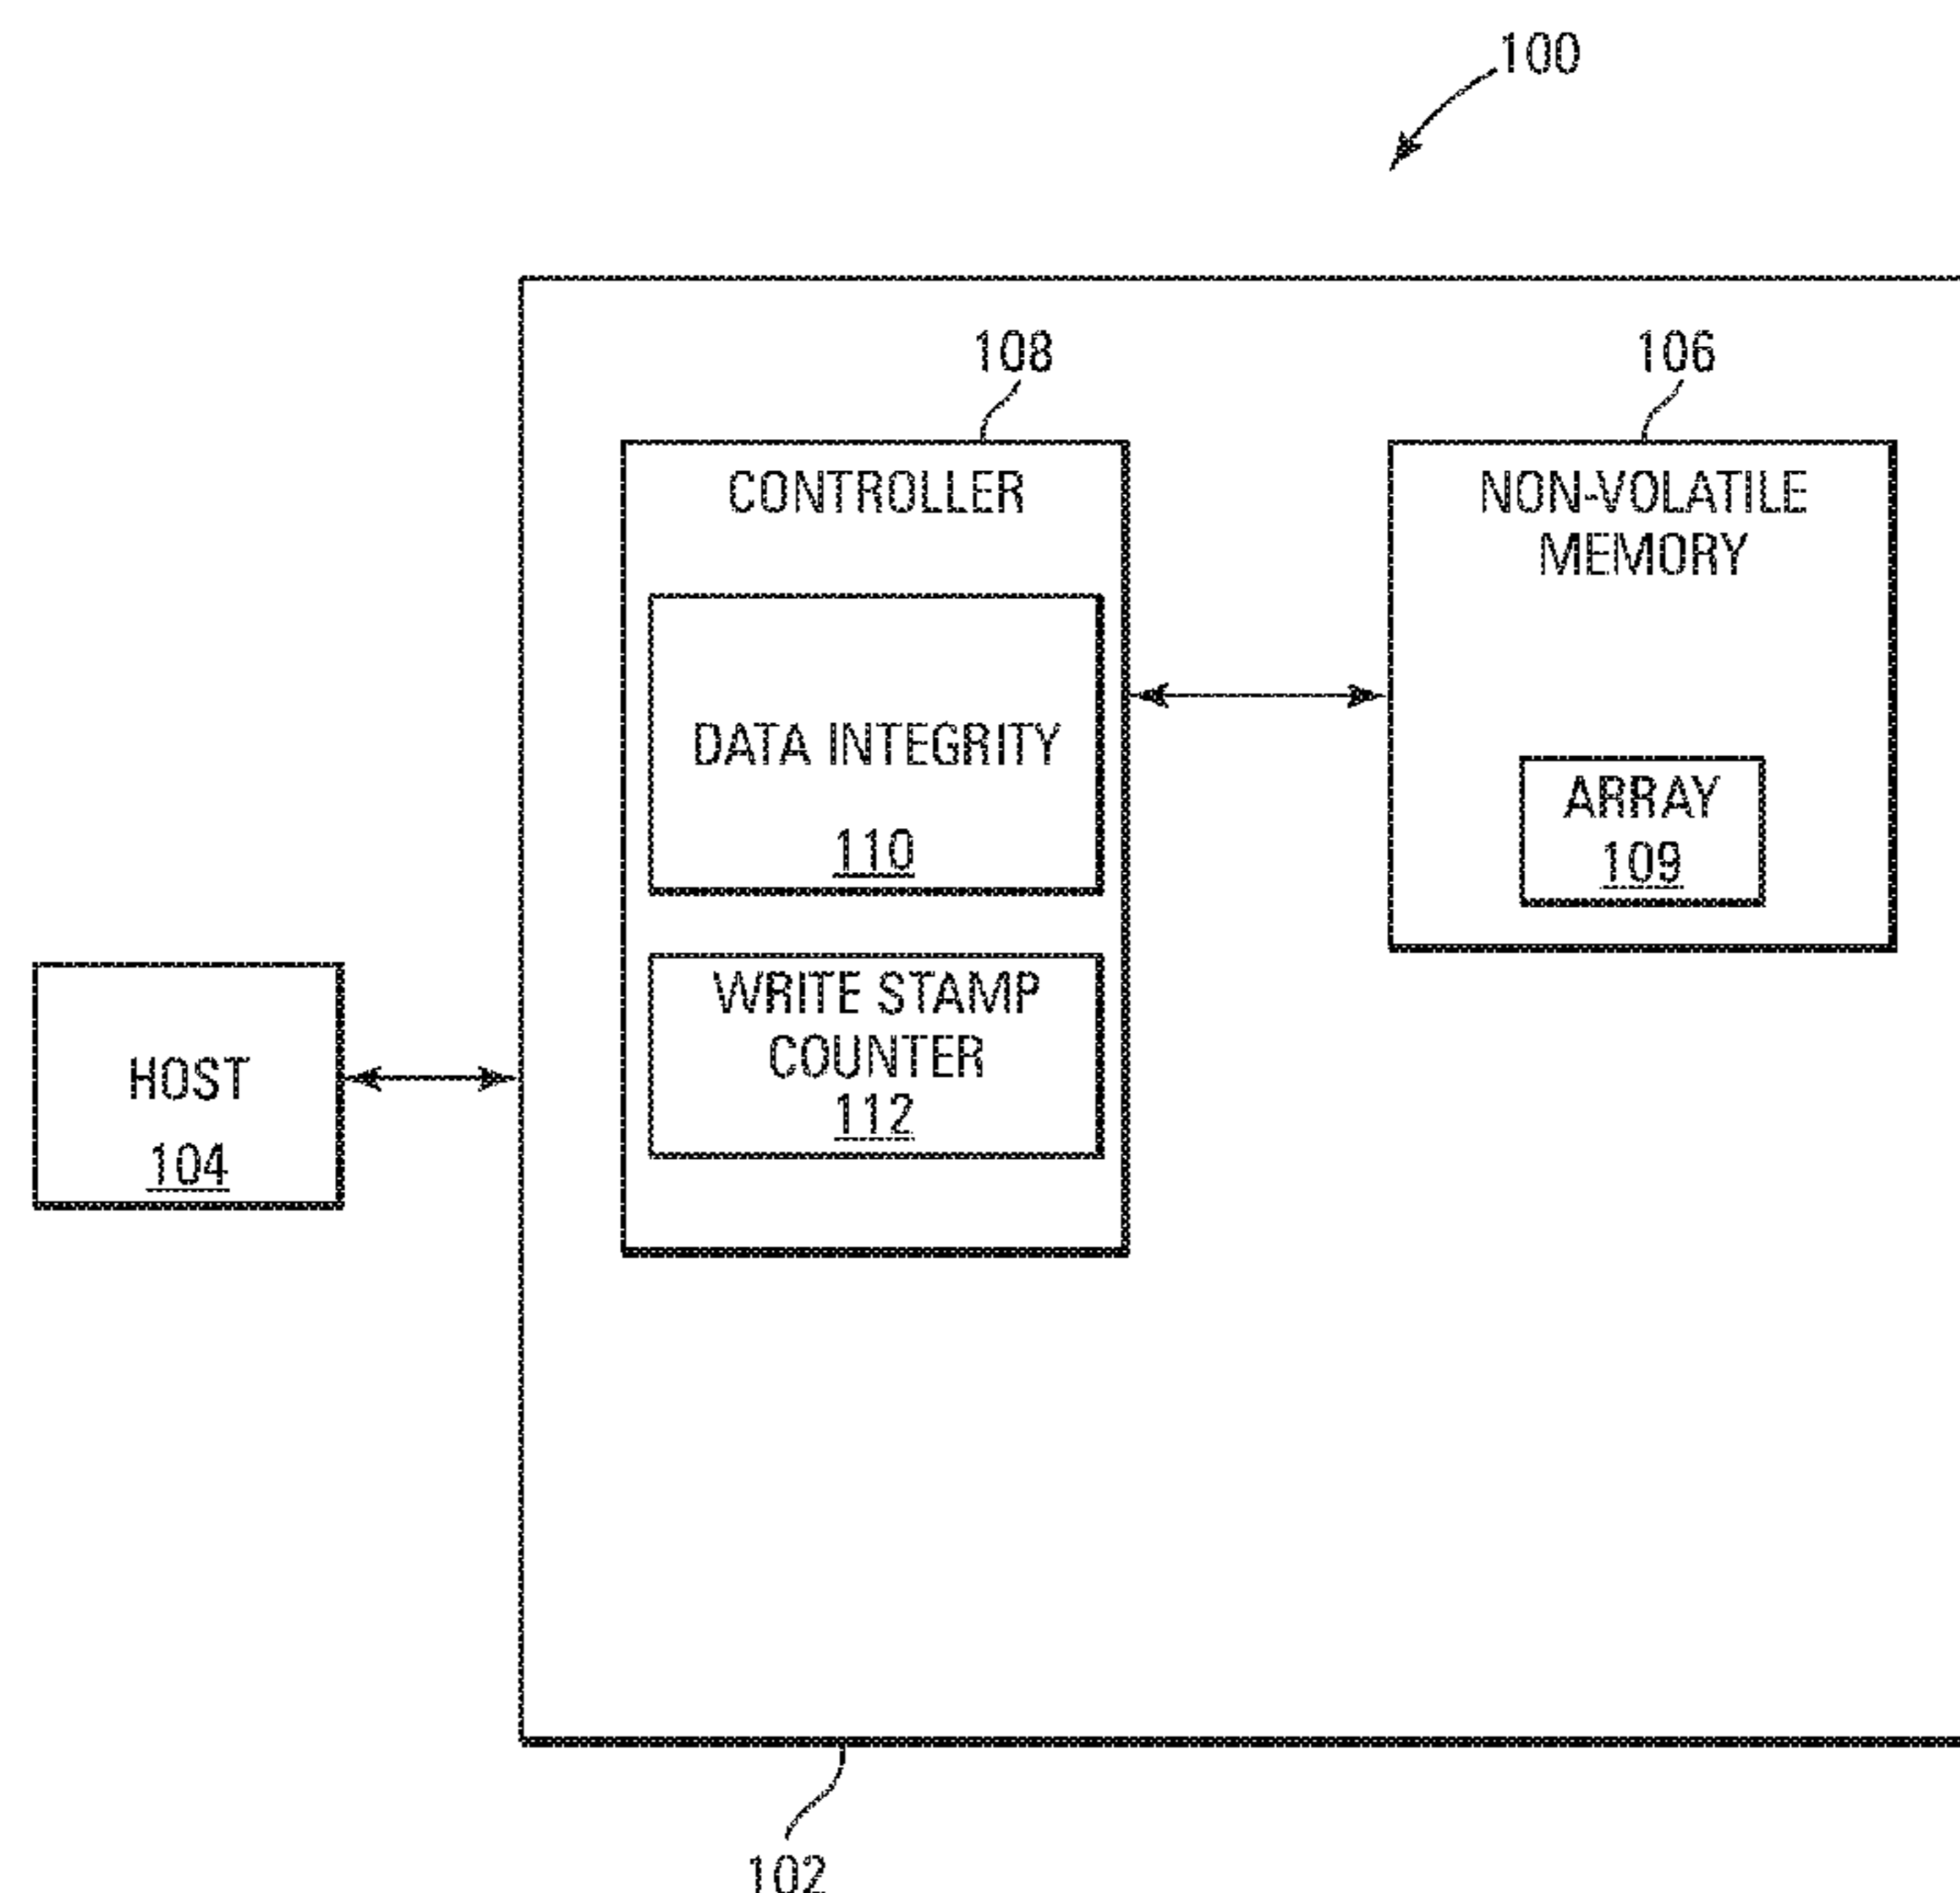 100
108
106
CONTROLLER
NON-VOLATILE
MEMORY
DATA INTEGRITY
110
ARRAY
109
WRITE STAMP
COUNTER
112
HOST
104
102